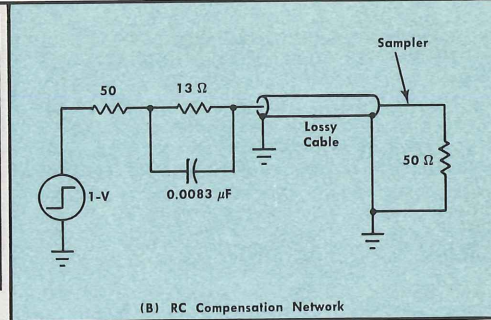 Sampler
50
13 Ω
Lossy
Cable
50 Ω
1-V
0.0083 μF
(B) RC Compensation Network